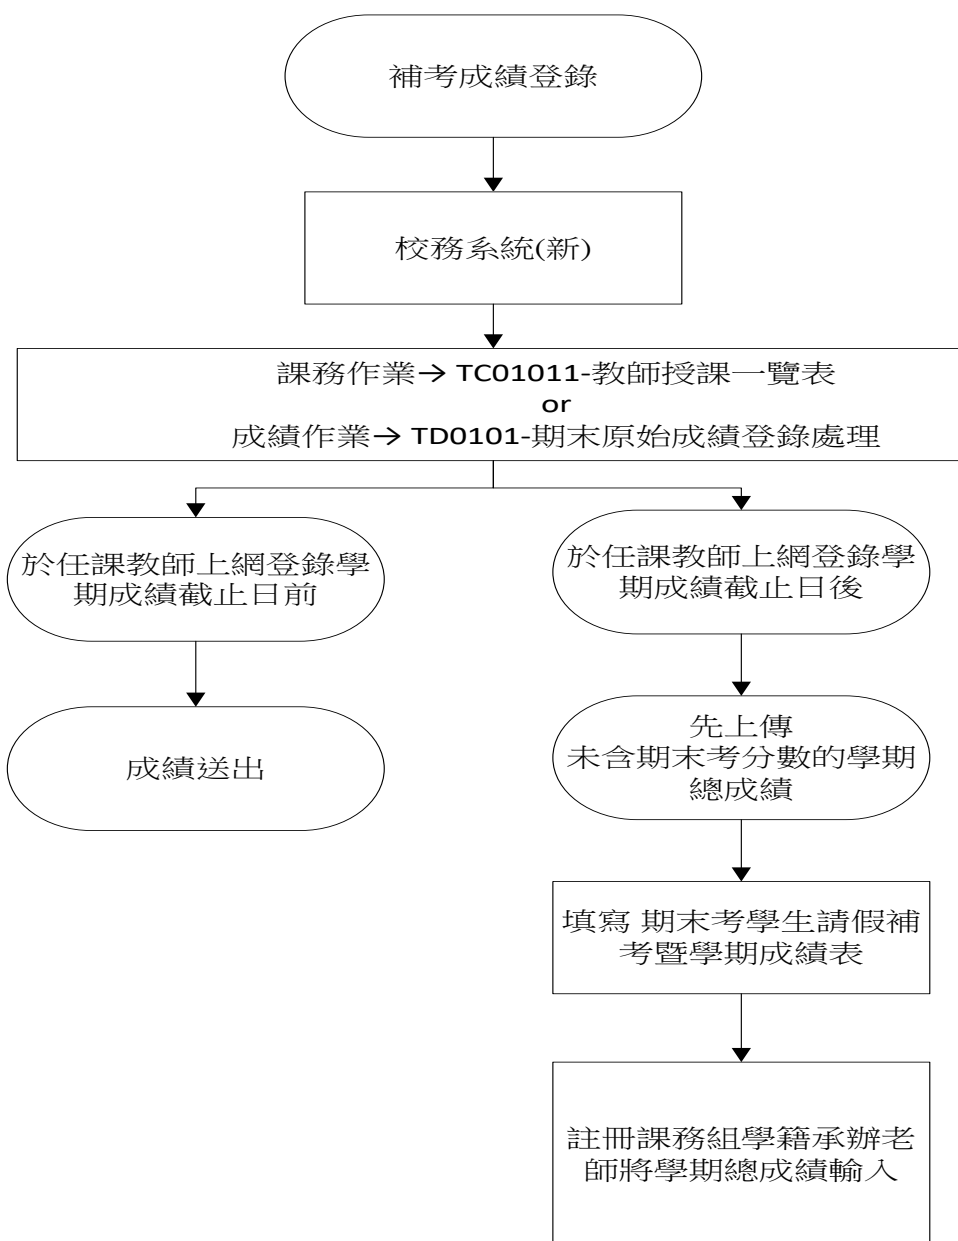 補考成績登錄
校務系統(新)
課務作業→ TC01011-教師授課一覽表
or
成績作業→ TD0101-期末原始成績登錄處理
於任課教師上網登錄學
期成績截止日前
於任課教師上網登錄學
期成績截止日後
成績送出
先上傳
未含期末考分數的學期
總成績
填寫 期末考學生請假補
考暨學期成績表
註冊課務組學籍承辦老
師將學期總成績輸入